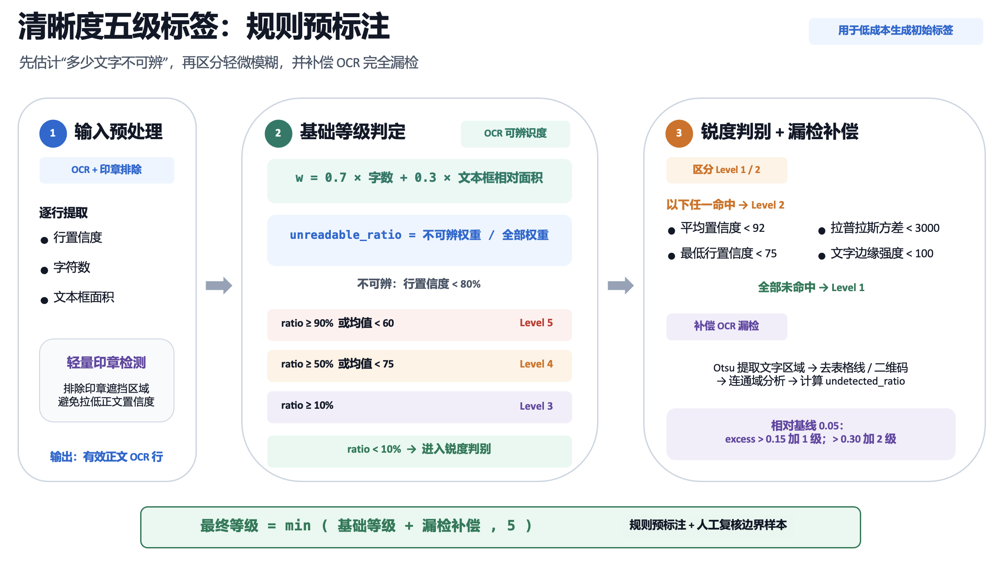 清晰度五级标签：规则预标注
用于低成本生成初始标签
先估计“多少文字不可辨”，再区分轻微模糊，并补偿 OCR 完全漏检
1
输入预处理
OCR + 印章排除
逐行提取
● 行置信度
● 字符数
● 文本框面积
轻量印章检测
排除印章遮挡区域
避免拉低正文置信度
输出：有效正文 OCR 行
2
基础等级判定
OCR 可辨识度
w = 0.7 × 字数 + 0.3 × 文本框相对面积
unreadable_ratio = 不可辨权重 / 全部权重
不可辨：行置信度 < 80%
ratio ≥ 90% 或均值 < 60
Level 5
ratio ≥ 50% 或均值 < 75
Level 4
ratio ≥ 10%
Level 3
ratio < 10% → 进入锐度判别
3
锐度判别 + 漏检补偿
区分 Level 1 / 2
以下任一命中 → Level 2
● 平均置信度 < 92
● 拉普拉斯方差 < 3000
● 最低行置信度 < 75
● 文字边缘强度 < 100
全部未命中 → Level 1
补偿 OCR 漏检
Otsu 提取文字区域 → 去表格线 / 二维码
→ 连通域分析 → 计算 undetected_ratio
相对基线 0.05：
excess > 0.15 加 1 级；> 0.30 加 2 级
最终等级 = min ( 基础等级 + 漏检补偿 , 5 )
规则预标注 + 人工复核边界样本